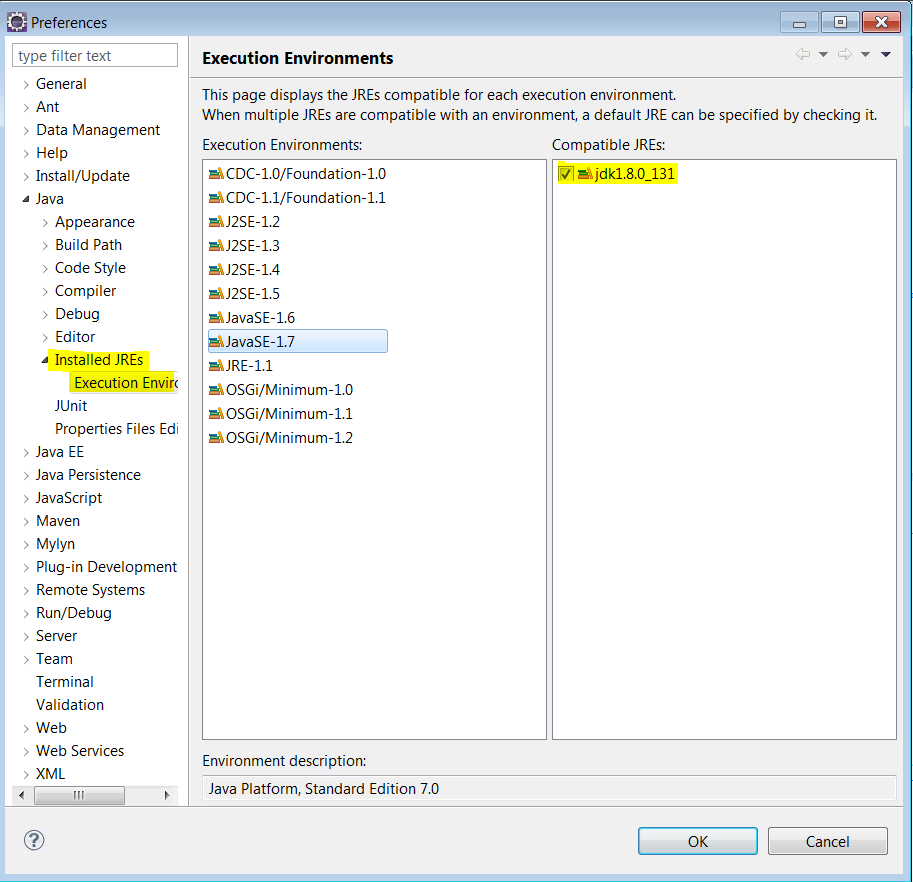 Preferences
type filter text
General
Ant
Data Management
Help
Install/Update
Java
Appearance
Build Path
Code Style
Compiler
Debug
Editor
Installed JREs
Execution Enviro
JUnit
Properties Files Edi
Java EE
Java Persistence
JavaScript
Maven
Mylyn
Plug-in Development
Remote Systems
Run/Debug
Server
Team
Terminal
Validation
Web
Web Services
XML
Execution Environments
This page displays the JREs compatible for each execution environment.
When multiple JREs are compatible with an environment, a default JRE can be specified by checking it.
Execution Environments:
CDC-1.0/Foundation-1.0
CDC-1.1/Foundation-1.1
J2SE-1.2
J2SE-1.3
J2SE-1.4
J2SE-1.5
JavaSE-1.6
JavaSE-1.7
JRE-1.1
OSGi/Minimum-1.0
OSGi/Minimum-1.1
OSGi/Minimum-1.2
Compatible JREs:
jdk1.8.0_131
Environment description:
Java Platform, Standard Edition 7.0
?
OK
Cancel